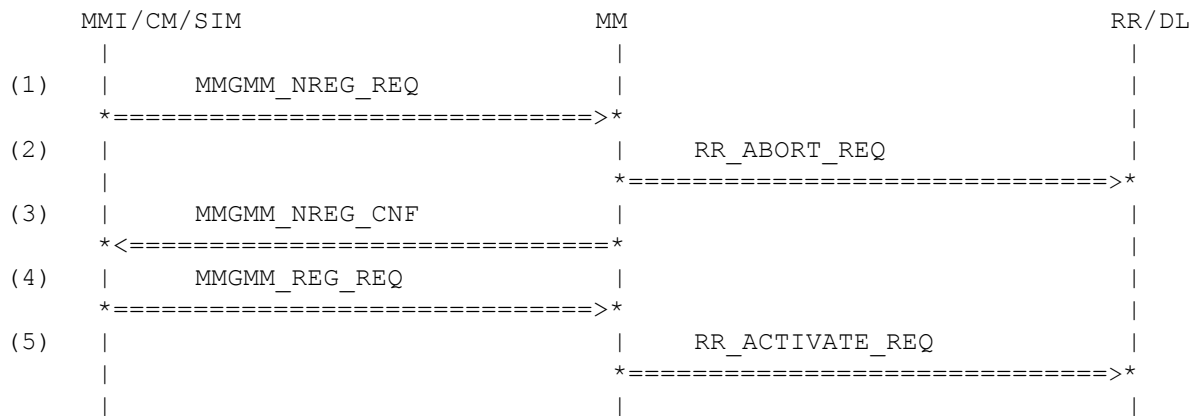 MMI/CM/SIM MM RR/DL
| | |
(1) | MMGMM_NREG_REQ | |
*==============================>* |
(2) | | RR_ABORT_REQ |
| *==============================>*
(3) | MMGMM_NREG_CNF | |
*<==============================* |
(4) | MMGMM_REG_REQ | |
*==============================>* |
(5) | | RR_ACTIVATE_REQ |
| *==============================>*
| | |